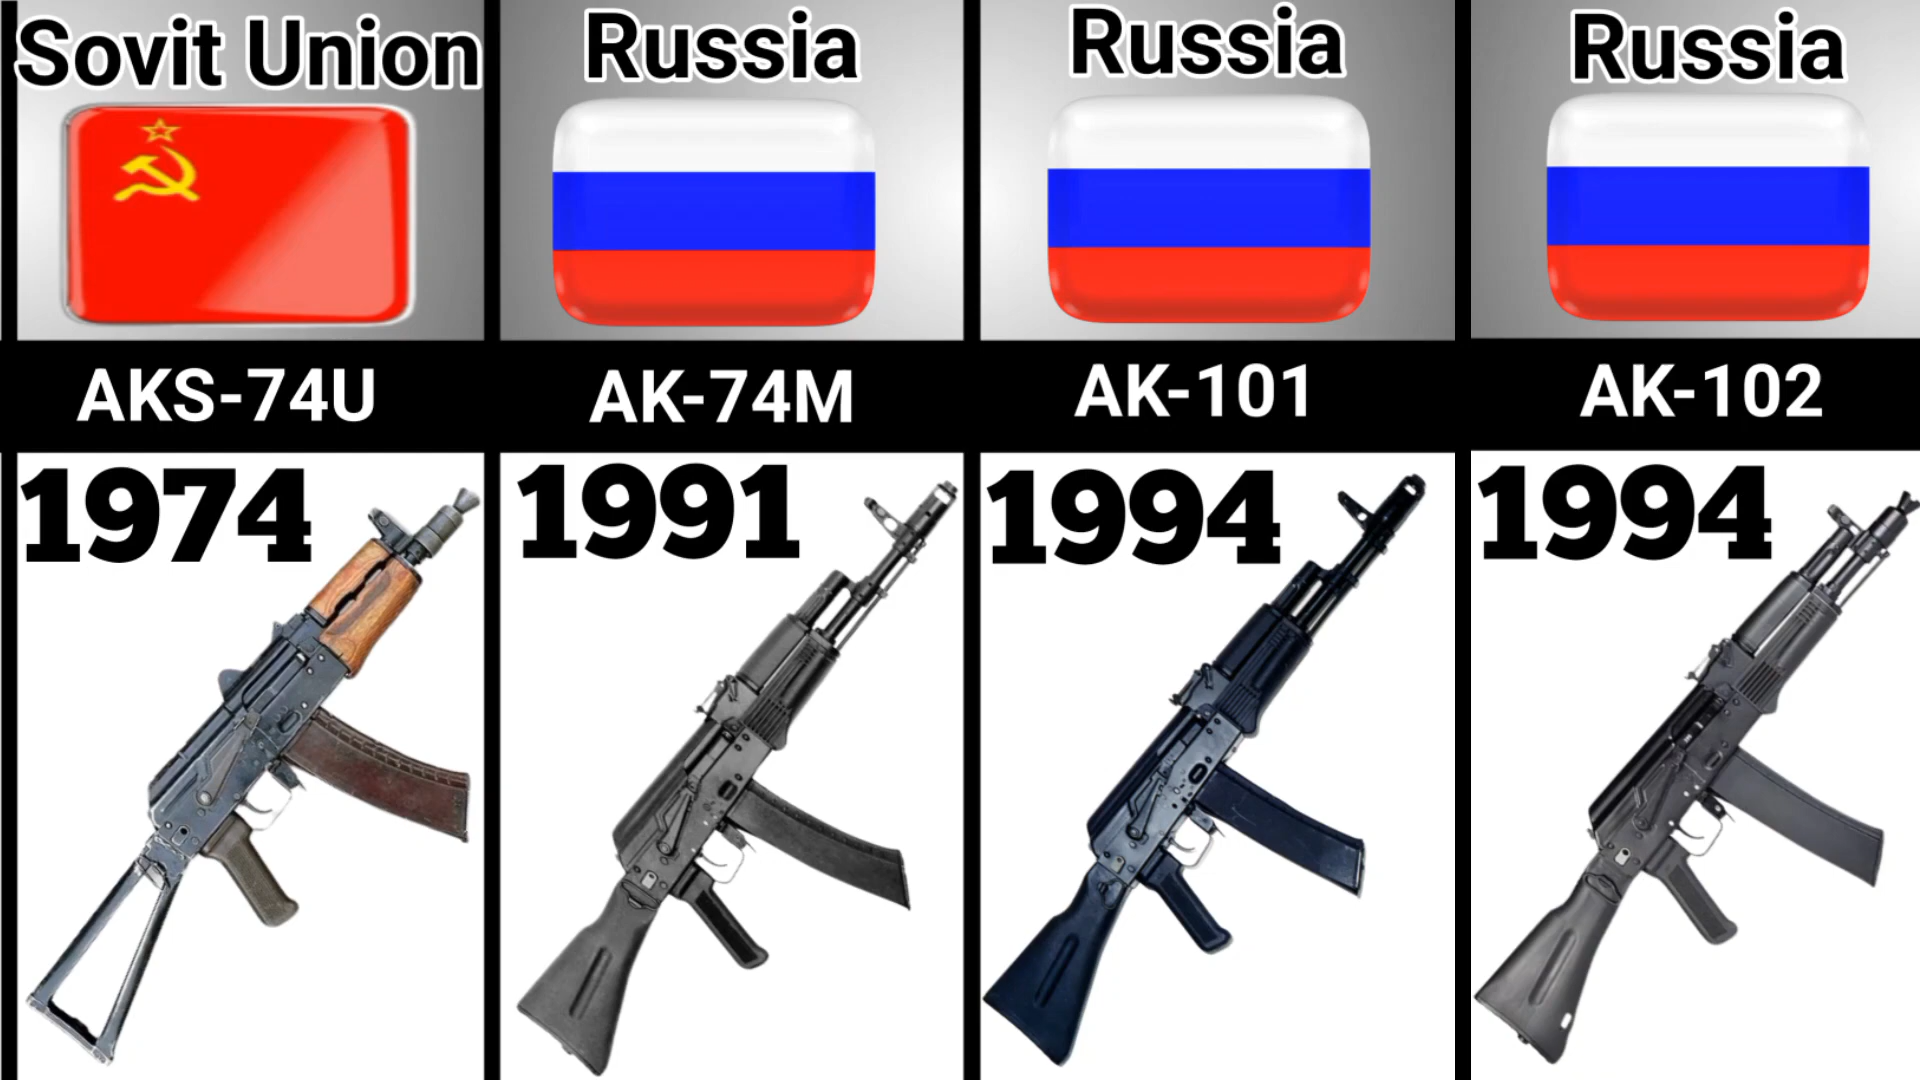 Sovit Union
AKS-74U
1974
Russia
AK-74M
1991
Russia
AK-101
1994
Russia
AK-102
1994